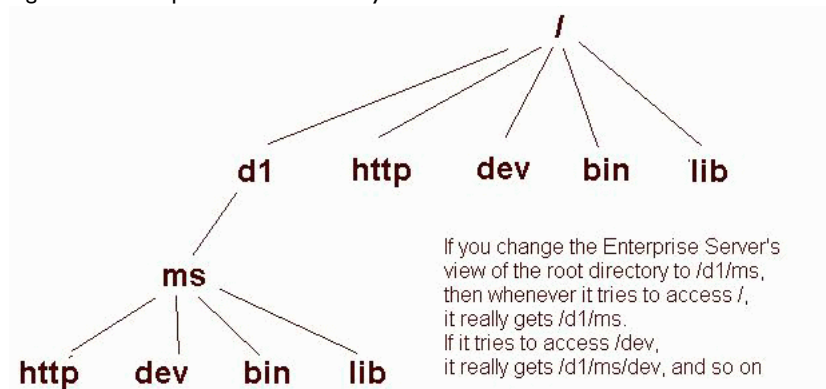 /
d1 http dev bin lib
If you change the Enterprise Server's
view of the root directory to /d1/ms,
then whenever it tries to access /,
it really gets /d1/ms.
If it tries to access /dev,
it really gets /d1/ms/dev, and so on
ms
http dev bin lib